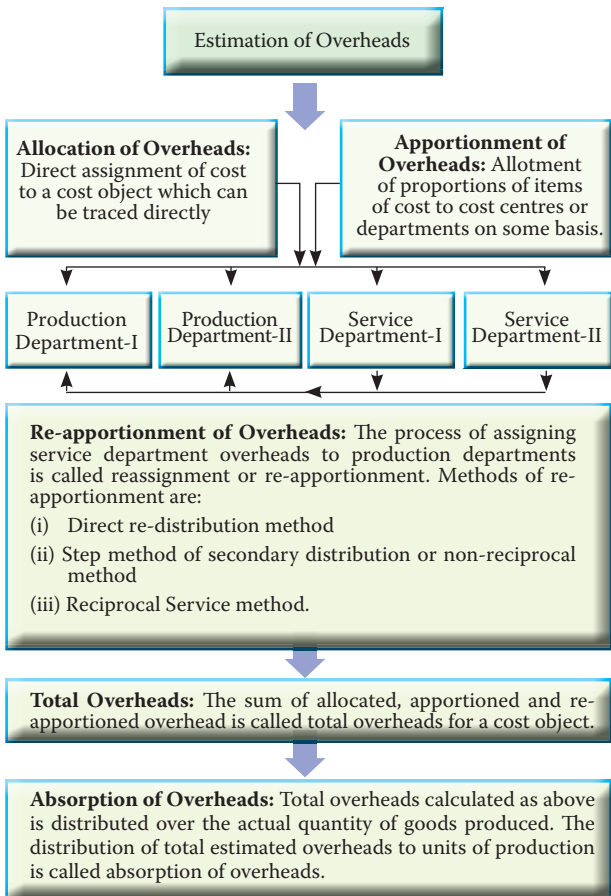 Estimation of Overheads
Allocation of Overheads:
Direct assignment of cost
to a cost object which can
be traced directly
Apportionment of
Overheads: Allotment
of proportions of items
of cost to cost centres or
departments on some basis.
Production
Department-I
Production
Department-II
Service
Department-I
Service
Department-II
Re-apportionment of Overheads: The process of assigning
service department overheads to production departments
is called reassignment or re-apportionment. Methods of re-
apportionment are:
(i) Direct re-distribution method
(ii) Step method of secondary distribution or non-reciprocal
method
(iii) Reciprocal Service method.
Total Overheads: The sum of allocated, apportioned and re-
apportioned overhead is called total overheads for a cost object.
Absorption of Overheads: Total overheads calculated as above
is distributed over the actual quantity of goods produced. The
distribution of total estimated overheads to units of production
is called absorption of overheads.